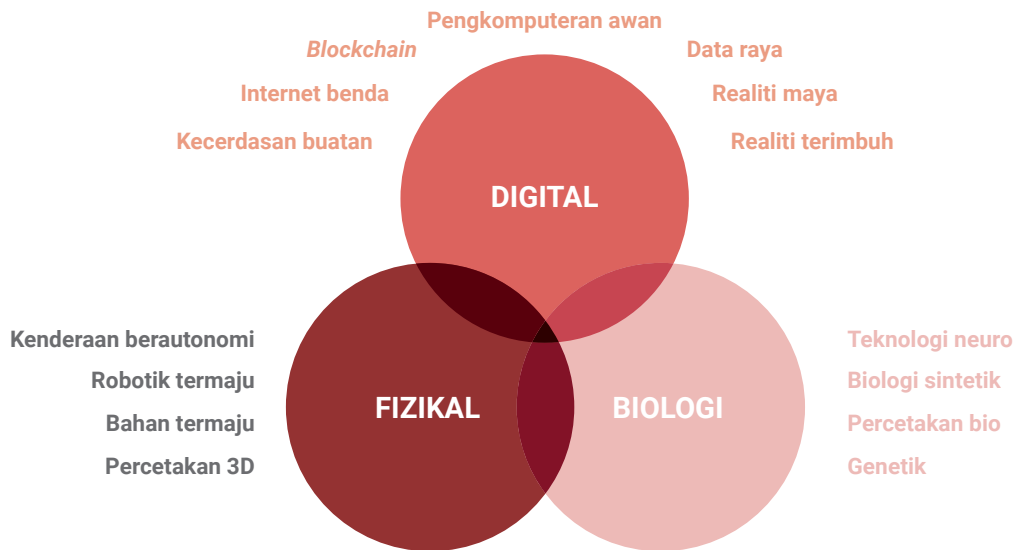 Pengkomputeran awan
Blockchain
Data raya
Internet benda
Realiti maya
Kecerdasan buatan
Realiti terimbuh
DIGITAL
Kenderaan berautonomi
Robotik termaju
Bahan termaju
Percetakan 3D
FIZIKAL
BIOLOGI
Teknologi neuro
Biologi sintetik
Percetakan bio
Genetik